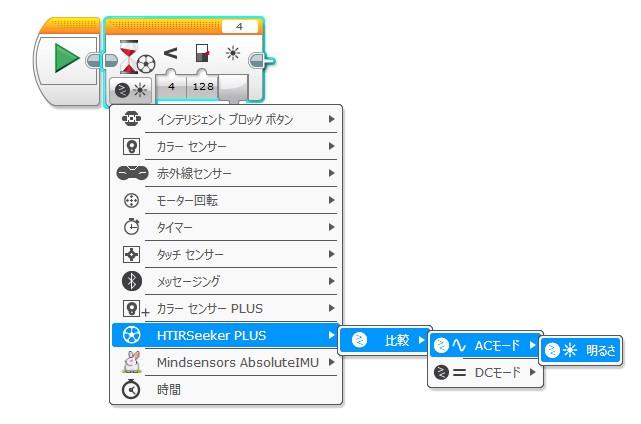 4
<
4 128
インテリジェント ブロック ボタン
カラー センサー
赤外線センサー
モーター回転
タイマー
タッチ センサー
メッセージング
カラー センサー PLUS
HTIRSeeker PLUS
比較
ACモード
明るさ
DCモード
Mindsensors AbsoluteIMU
時間